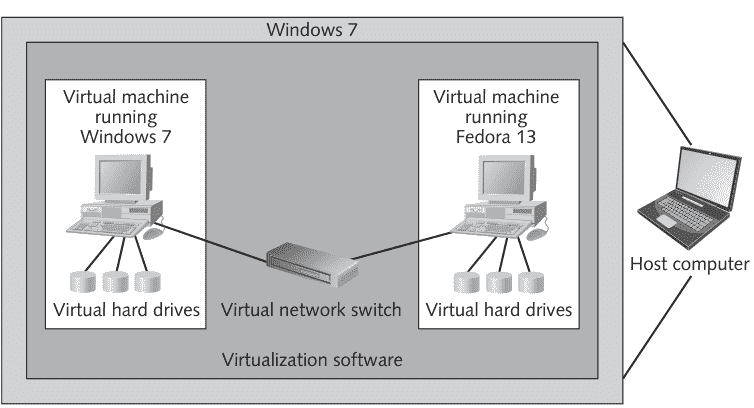 Windows 7
Virtual machine
running
Windows 7
Virtual machine
running
Fedora 13
Host computer
Virtual hard drives
Virtual network switch
Virtual hard drives
Virtualization software